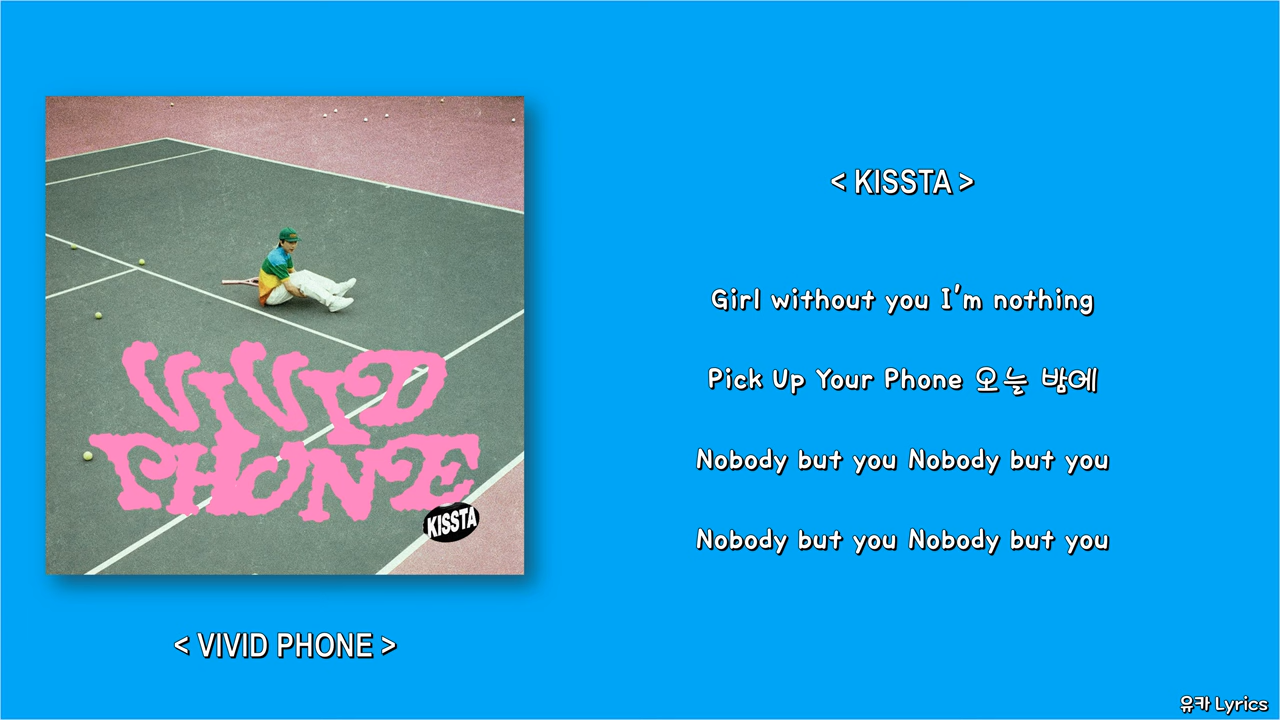 VIVID
PHONE
KISSTA
< VIVID PHONE >
< KISSTA >
Girl without you I'm nothing
Pick Up Your Phone 오늘 밤에
Nobody but you Nobody but you
Nobody but you Nobody but you
유카 Lyrics